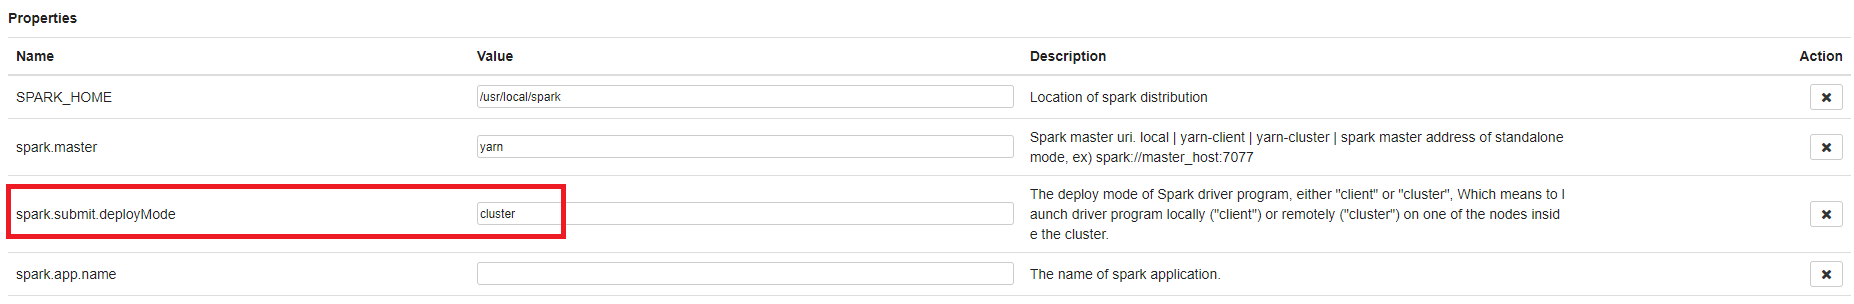 Properties
Name Value Description Action
SPARK_HOME /usr/local/spark Location of spark distribution
spark.master yarn Spark master uri. local | yarn-client | yarn-cluster | spark master address of standalone
mode, ex) spark://master_host:7077
spark.submit.deployMode cluster The deploy mode of Spark driver program, either "client" or "cluster", Which means to l
aunch driver program locally ("client") or remotely ("cluster") on one of the nodes insid
e the cluster.
spark.app.name The name of spark application.